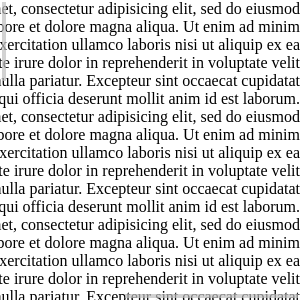 et, consectetur adipisicing elit, sed do eiusmod
ore et dolore magna aliqua. Ut enim ad minim
xercitation ullamco laboris nisi ut aliquip ex ea
te irure dolor in reprehenderit in voluptate velit
ulla pariatur. Excepteur sint occaecat cupidatat
qui officia deserunt mollit anim id est laborum.
et, consectetur adipisicing elit, sed do eiusmod
ore et dolore magna aliqua. Ut enim ad minim
xercitation ullamco laboris nisi ut aliquip ex ea
te irure dolor in reprehenderit in voluptate velit
ulla pariatur. Excepteur sint occaecat cupidatat
qui officia deserunt mollit anim id est laborum.
et, consectetur adipisicing elit, sed do eiusmod
ore et dolore magna aliqua. Ut enim ad minim
xercitation ullamco laboris nisi ut aliquip ex ea
te irure dolor in reprehenderit in voluptate velit
ulla pariatur. Excepteur sint occaecat cupidatat